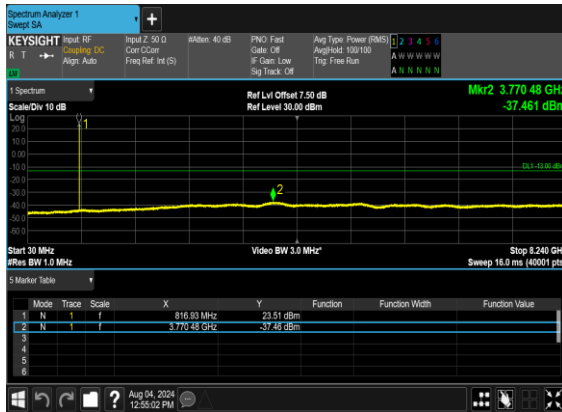 Spectrum Analyzer 1
Swept SA
KEYSIGHT Input: RF Input Z: 50 Ω #Atten: 40 dB PNO: Fast Avg Type: Power (RMS) 1 2 3 4 5 6
R T Coupling: DC Corr CCorr Gate: Off Avg|Hold: 100/100 A W W W W W
Align: Auto Freq Ref: Int (S) IF Gain: Low Trig: Free Run
Sig Track: Off A N N N N N
1 Spectrum Ref Lvl Offset 7.50 dB Mkr2 3.770 48 GHz
Scale/Div 10 dB Ref Level 30.00 dBm -37.461 dBm
Log
20.0
10.0
0.00
-10.0
-20.0
-30.0
-40.0
-50.0
-60.0
1
DL1 -13.00 dB
2
Start 30 MHz Video BW 3.0 MHz* Stop 8.240 GH
#Res BW 1.0 MHz Sweep 16.0 ms (40001 pts
5 Marker Table
Mode Trace Scale X Y Function Function Width Function Value
1 N 1 f 816.93 MHz 23.51 dBm
2 N 1 f 3.770 48 GHz -37.46 dBm
3
4
5
6
? Aug 04, 2024
12:55:02 PM